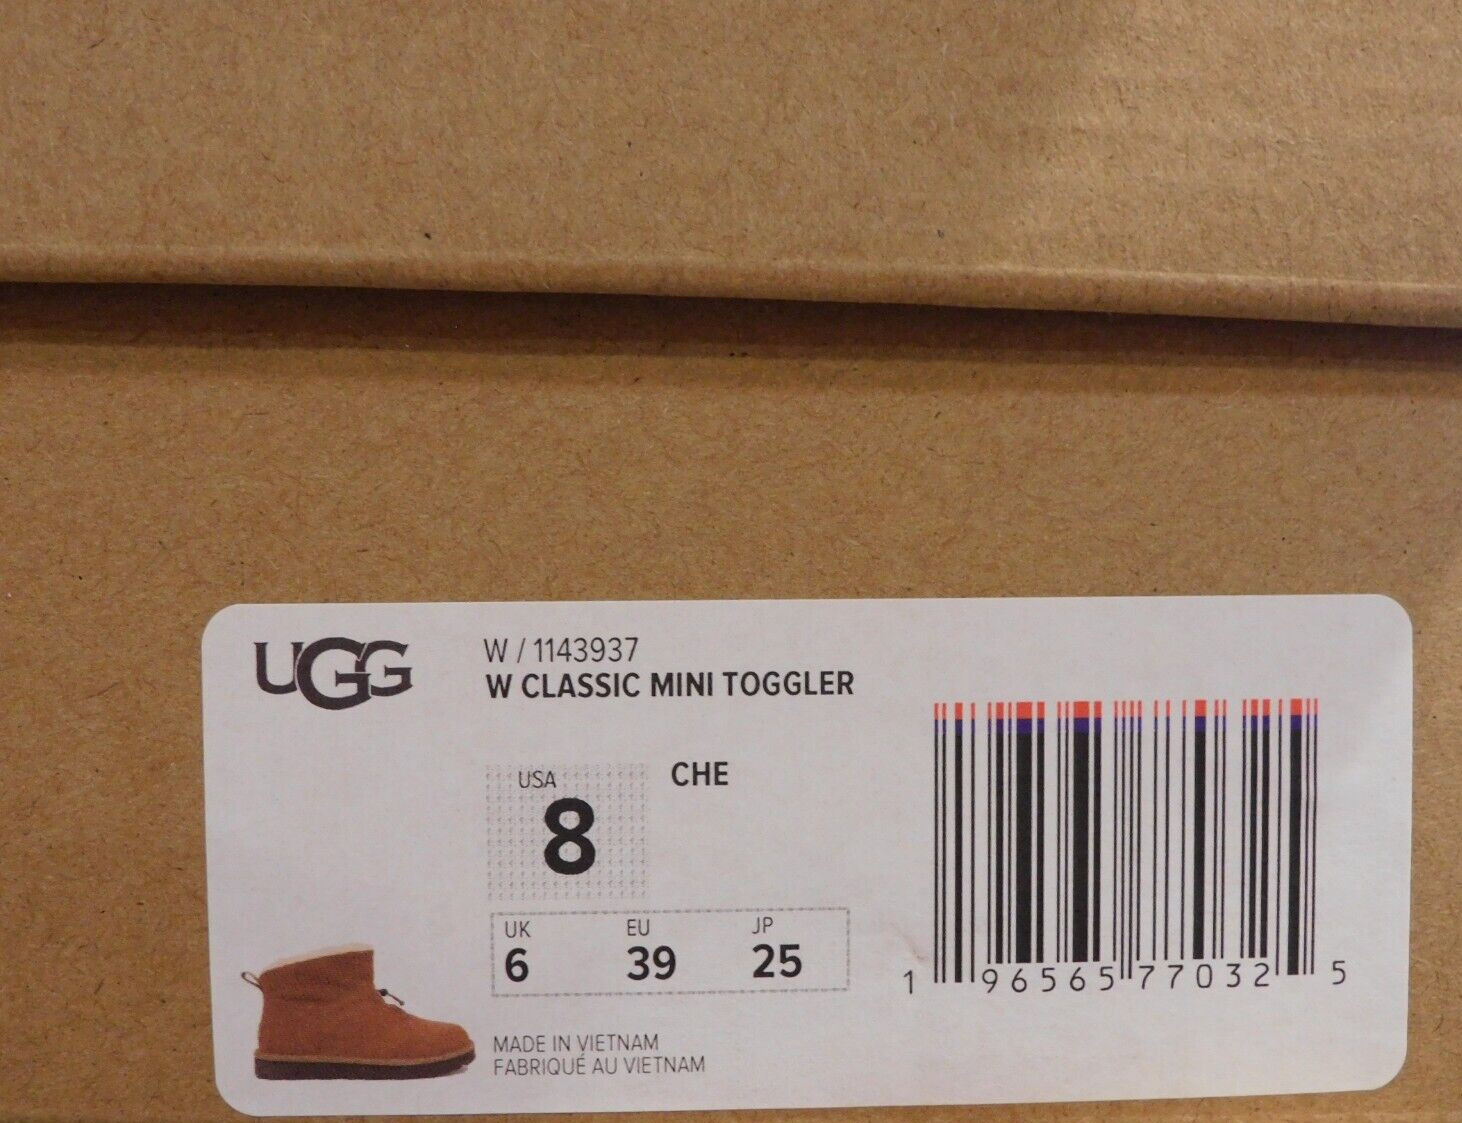 UGG
W / 1143937
W CLASSIC MINI TOGGLER
USA
8
CHE
UK EU JP
6 39 25
MADE IN VIETNAM
FABRIQUÉ AU VIETNAM
1 96565 77032 5